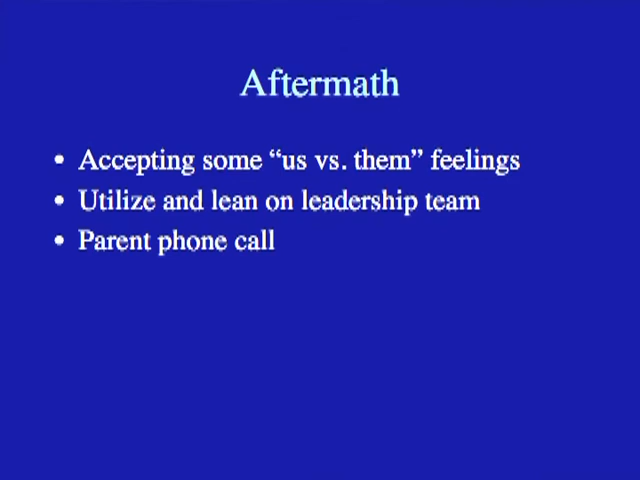 Aftermath
• Accepting some “us vs. them” feelings
• Utilize and lean on leadership team
• Parent phone call